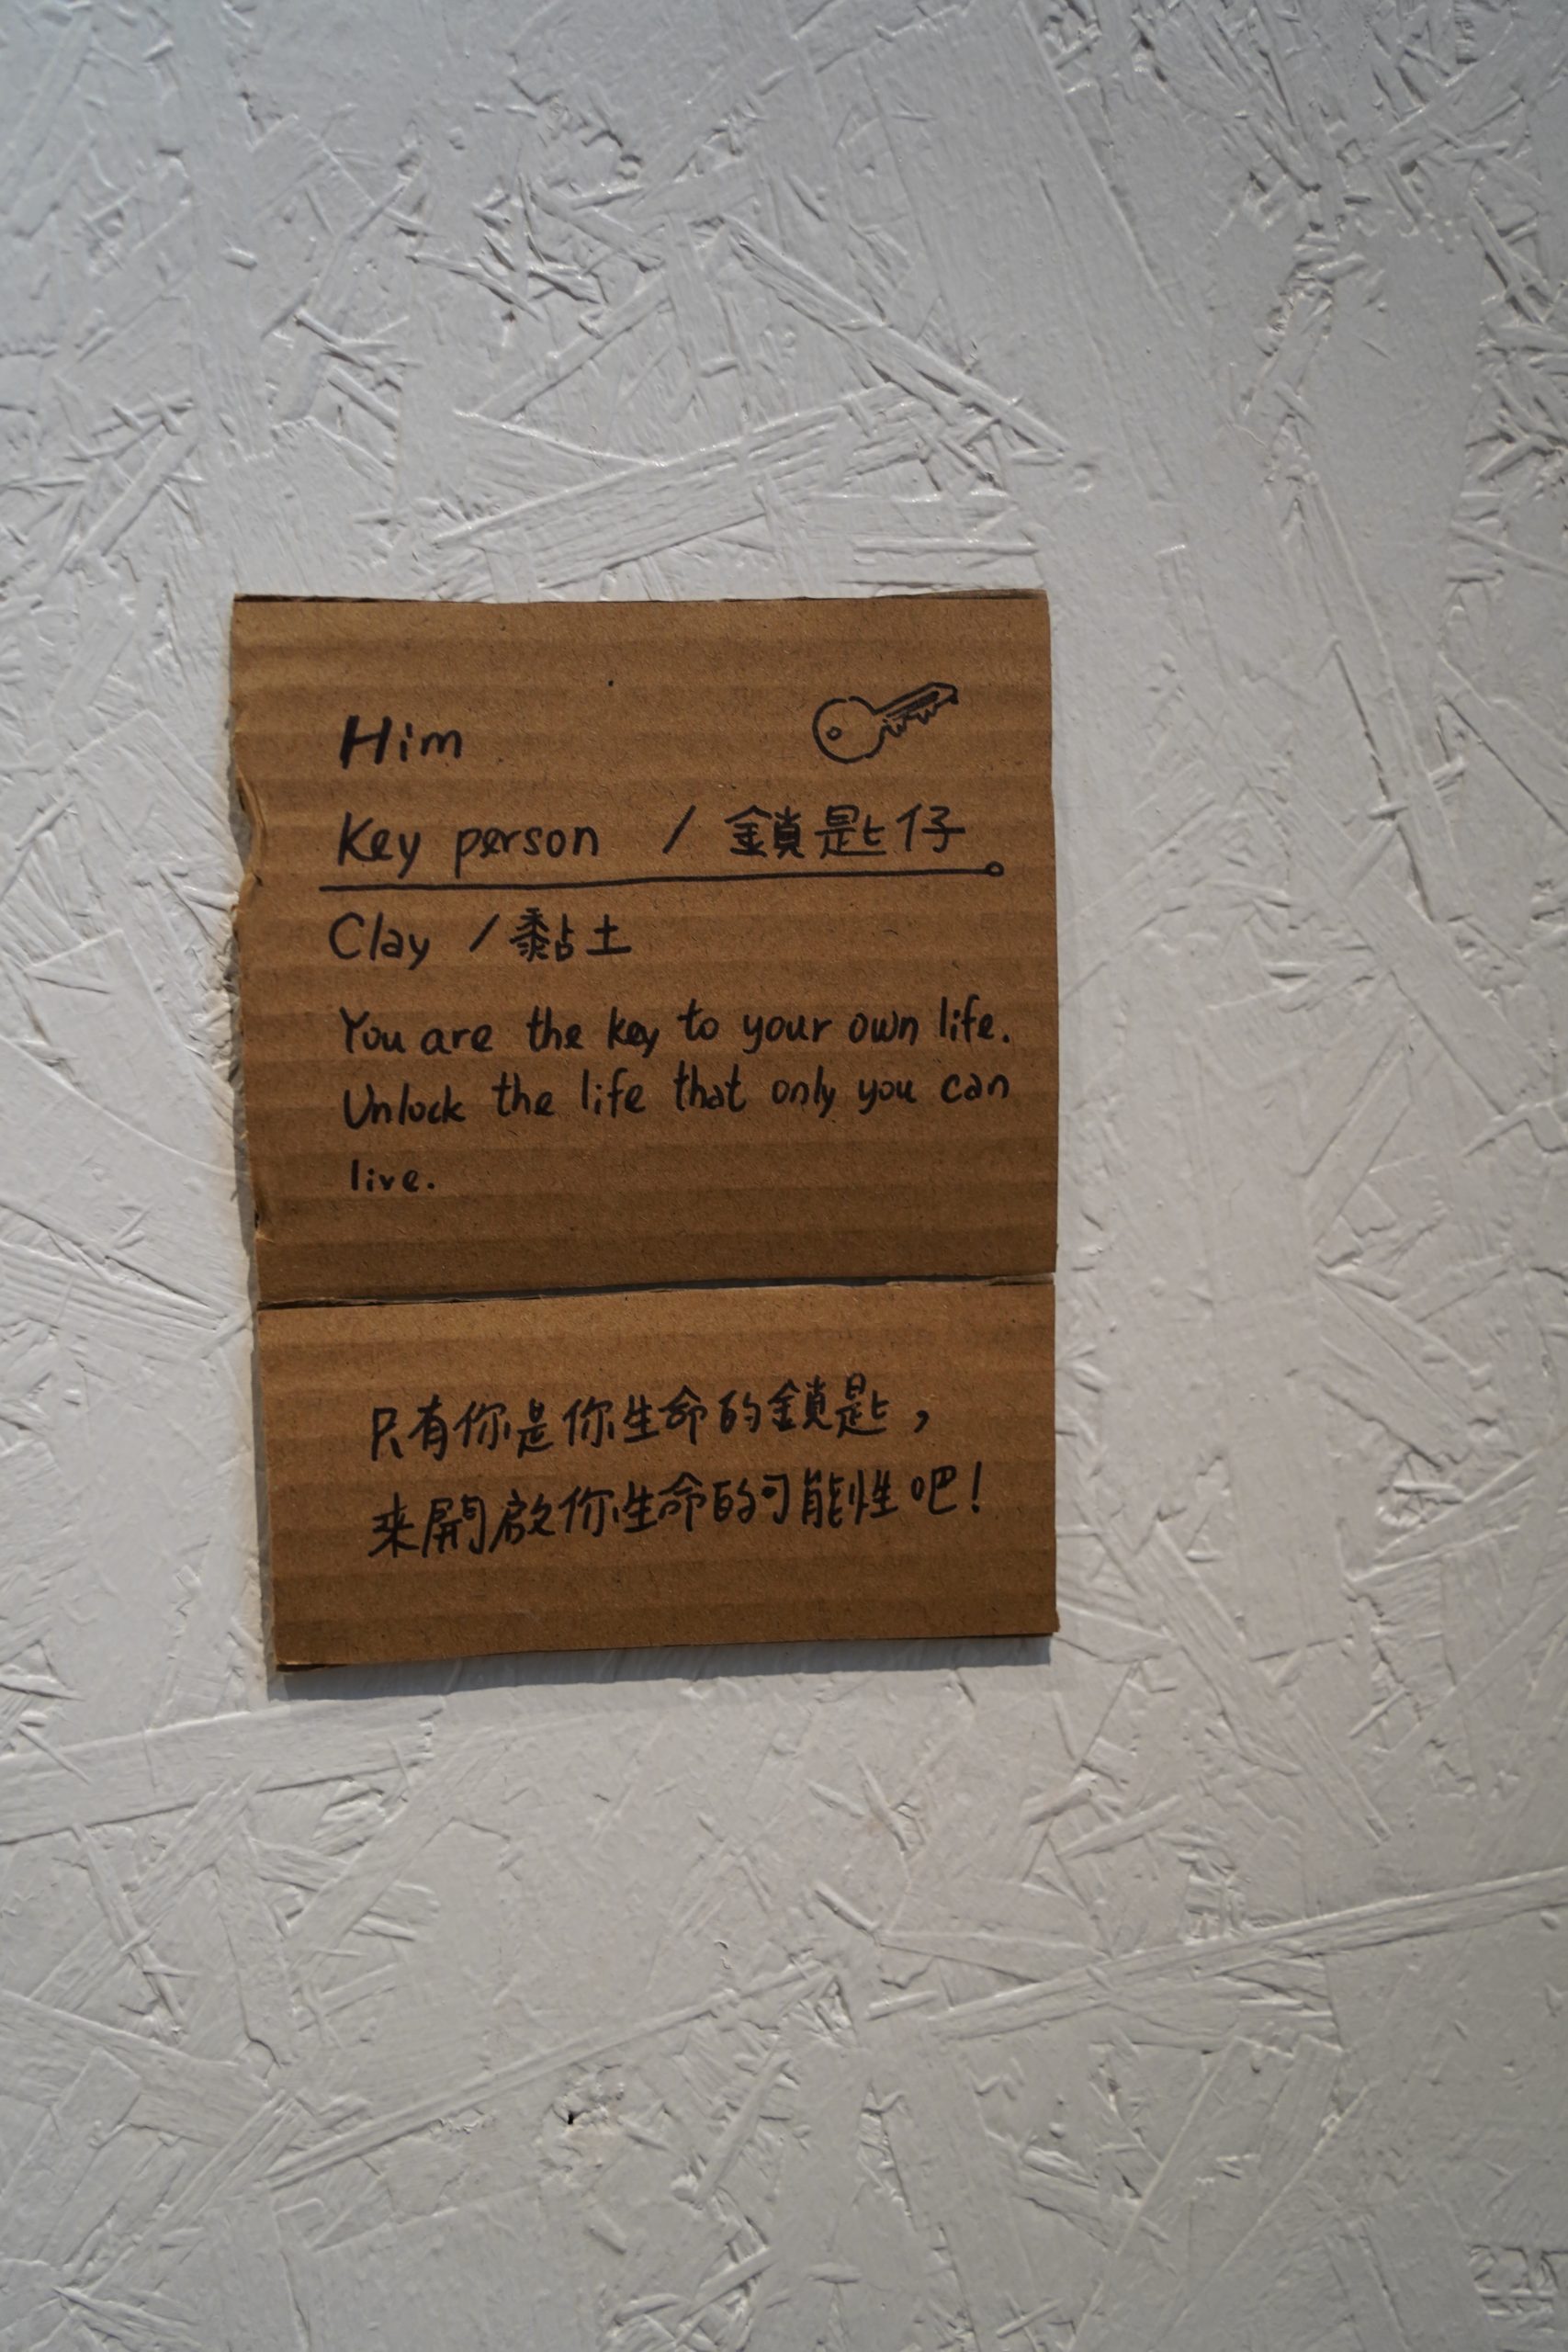 Him
Key person / 鎖匙仔
Clay / 黏土
You are the key to your own life.
Unlock the life that only you can
live.
只有你是你生命的鎖匙，
來開啟你生命的可能性吧！